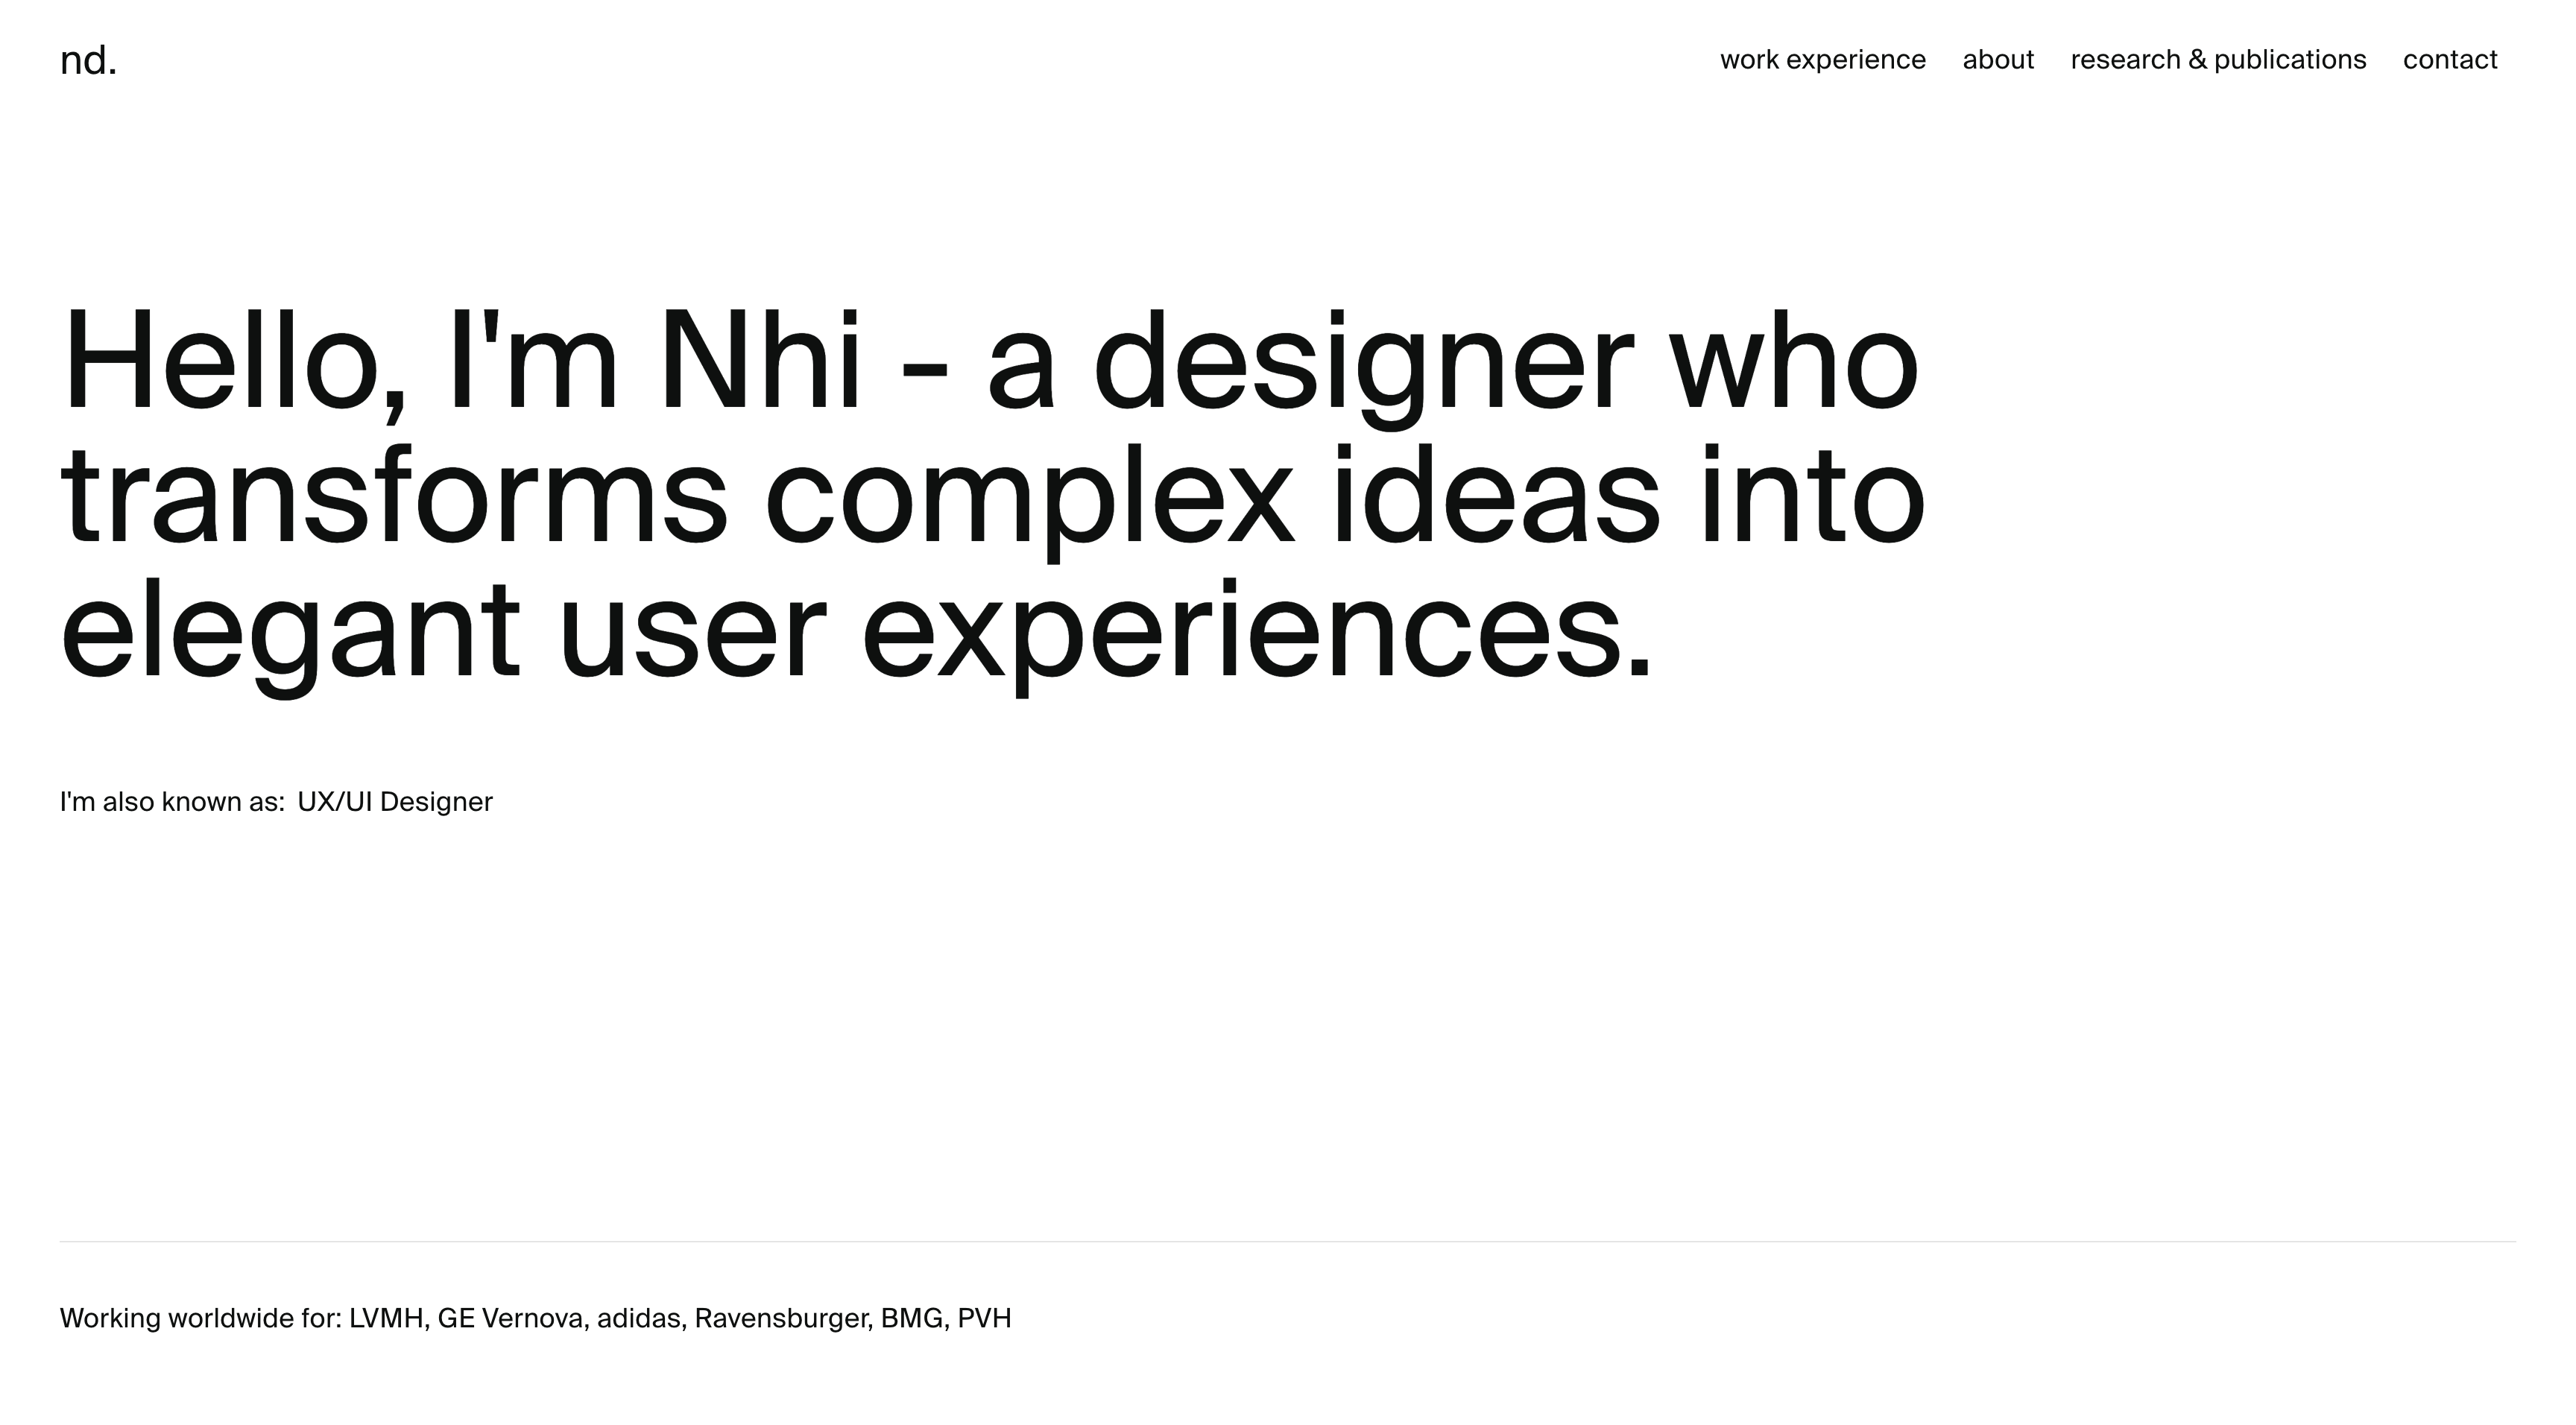 nd.
work experience about research & publications contact
Hello, I'm Nhi - a designer who
transforms complex ideas into
elegant user experiences.
I'm also known as: UX/UI Designer
Working worldwide for: LVMH, GE Vernova, adidas, Ravensburger, BMG, PVH